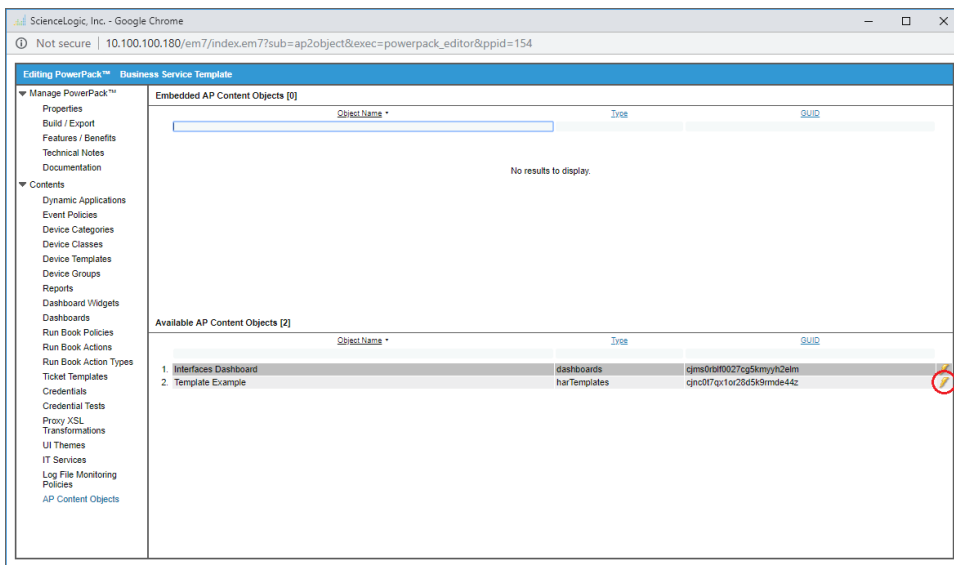 ScienceLogic, Inc. - Google Chrome
Not secure | 10.100.100.180/em7/index.em7?sub=ap2object&exec=powerpack_editor&ppid=154
Editing PowerPack™ Business Service Template
Manage PowerPack™
Properties
Build / Export
Features / Benefits
Technical Notes
Documentation
Contents
Dynamic Applications
Event Policies
Device Categories
Device Classes
Device Templates
Device Groups
Reports
Dashboard Widgets
Dashboards
Run Book Policies
Run Book Actions
Run Book Action Types
Ticket Templates
Credentials
Credential Tests
Proxy XSL
Transformations
UI Themes
IT Services
Log File Monitoring
Policies
AP Content Objects
Embedded AP Content Objects [0]
Object Name Type GUID
No results to display.
Available AP Content Objects [2]
Object Name Type GUID
1. Interfaces Dashboard dashboards cjms0rblf0027cg5kmyyh2elm
2. Template Example harTemplates cjnc0t7qx1or28d5k9rmde44z